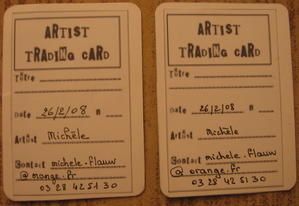 ARTIST
TRADING CARD
Titre
Date 26/2/08 n
Artist Michèle
Contact michele.flauw
@orange.fr
03 28 42 51 30
ARTIST
TRADING CARD
Titre
Date 26/2/08 n
Artist Michèle
Contact michele.flauw
@orange.fr
03 28 42 51 30